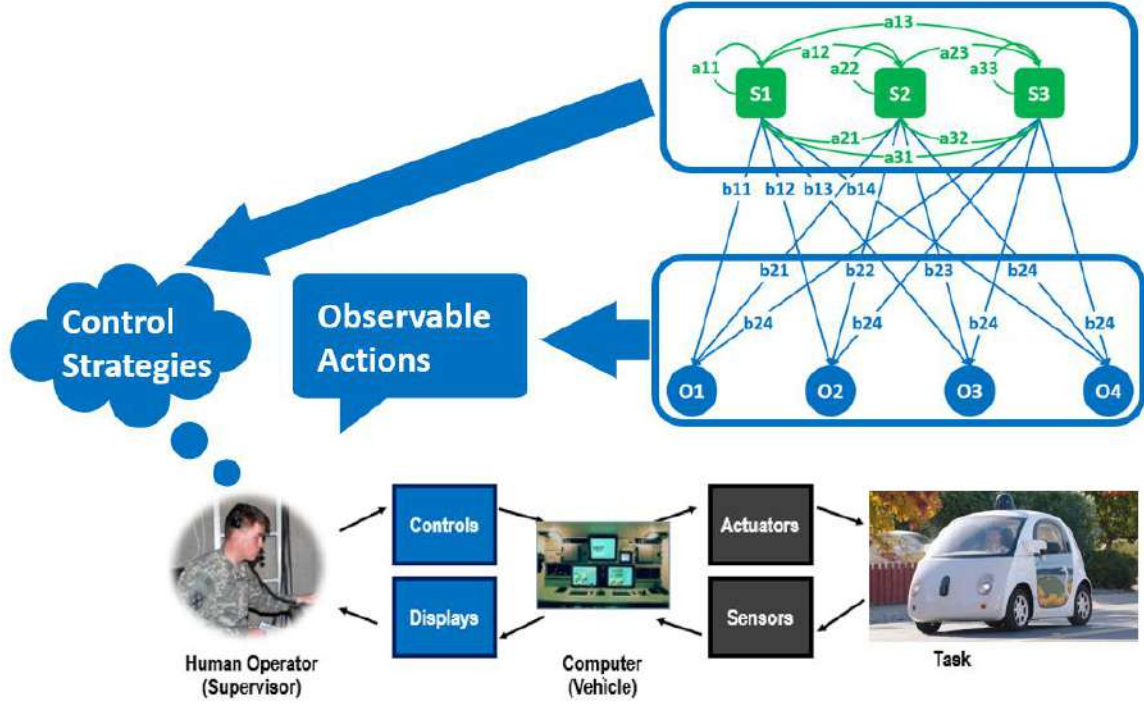 a13
a12
a23
a11
a22
a33
S1
S2
S3
a21
a32
a31
b11
b12
b13
b14
b21
b22
b23
b24
b24
b24
b24
b24
O1
O2
O3
O4
Control
Strategies
Observable
Actions
Controls
Actuators
Displays
Sensors
Human Operator
(Supervisor)
Computer
(Vehicle)
Task